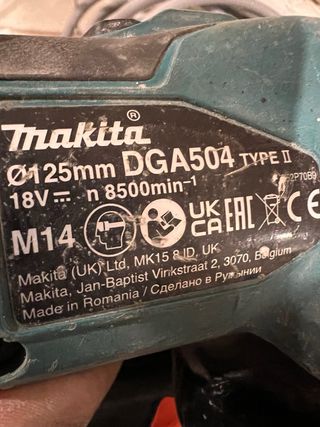 makita®
Ø125mm DGA504 TYPE II
18V⎓ n 8500min⁻¹
M14 UK CA EAC CE
Makita (UK) Ltd, MK15 8 JD, UK
Makita, Jan-Baptist Vinkstraat 2, 3070, Belgium
Made in Romania / Сделано в Румынии